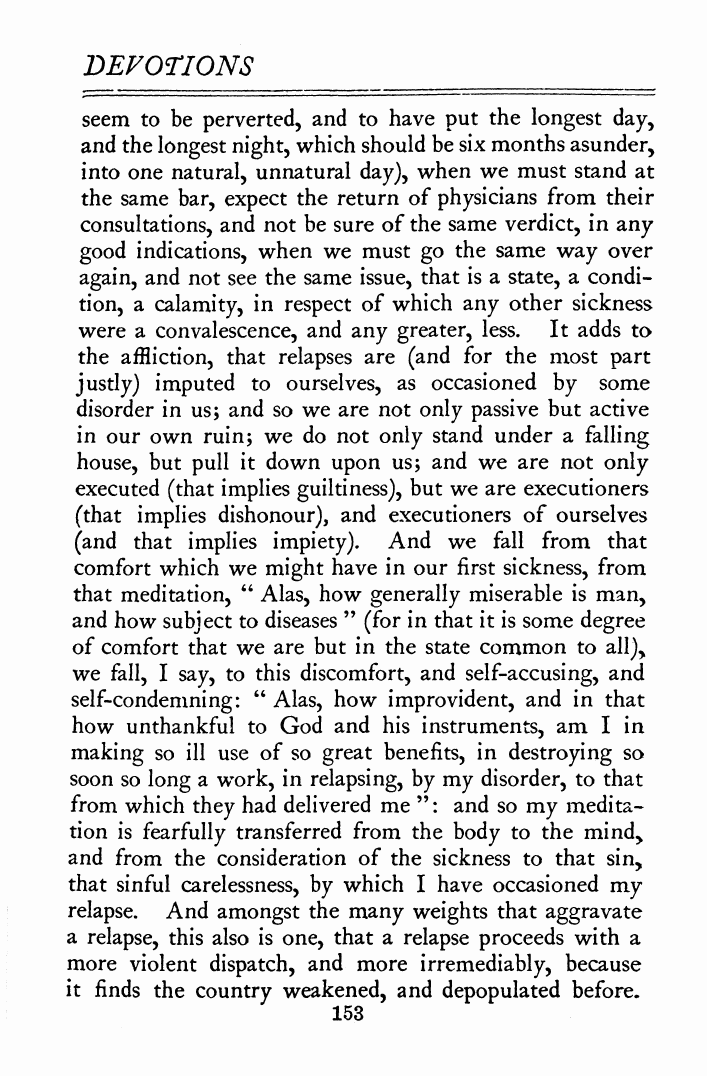 DEVOTIONS
seem to be perverted, and to have put the longest day,
and the longest night, which should be six months asunder,
into one natural, unnatural day), when we must stand at
the same bar, expect the return of physicians from their
consultations, and not be sure of the same verdict, in any
good indications, when we must go the same way over
again, and not see the same issue, that is a state, a condi-
tion, a calamity, in respect of which any other sickness
were a convalescence, and any greater, less. It adds to
the affliction, that relapses are (and for the most part
justly) imputed to ourselves, as occasioned by some
disorder in us; and so we are not only passive but active
in our own ruin; we do not only stand under a falling
house, but pull it down upon us; and we are not only
executed (that implies guiltiness), but we are executioners
(that implies dishonour), and executioners of ourselves
(and that implies impiety). And we fall from that
comfort which we might have in our first sickness, from
that meditation, “ Alas, how generally miserable is man,
and how subject to diseases ” (for in that it is some degree
of comfort that we are but in the state common to all),
we fall, I say, to this discomfort, and self-accusing, and
self-condemning: “ Alas, how improvident, and in that
how unthankful to God and his instruments, am I in
making so ill use of so great benefits, in destroying so
soon so long a work, in relapsing, by my disorder, to that
from which they had delivered me ”: and so my medita-
tion is fearfully transferred from the body to the mind,
and from the consideration of the sickness to that sin,
that sinful carelessness, by which I have occasioned my
relapse. And amongst the many weights that aggravate
a relapse, this also is one, that a relapse proceeds with a
more violent dispatch, and more irremediably, because
it finds the country weakened, and depopulated before.
153